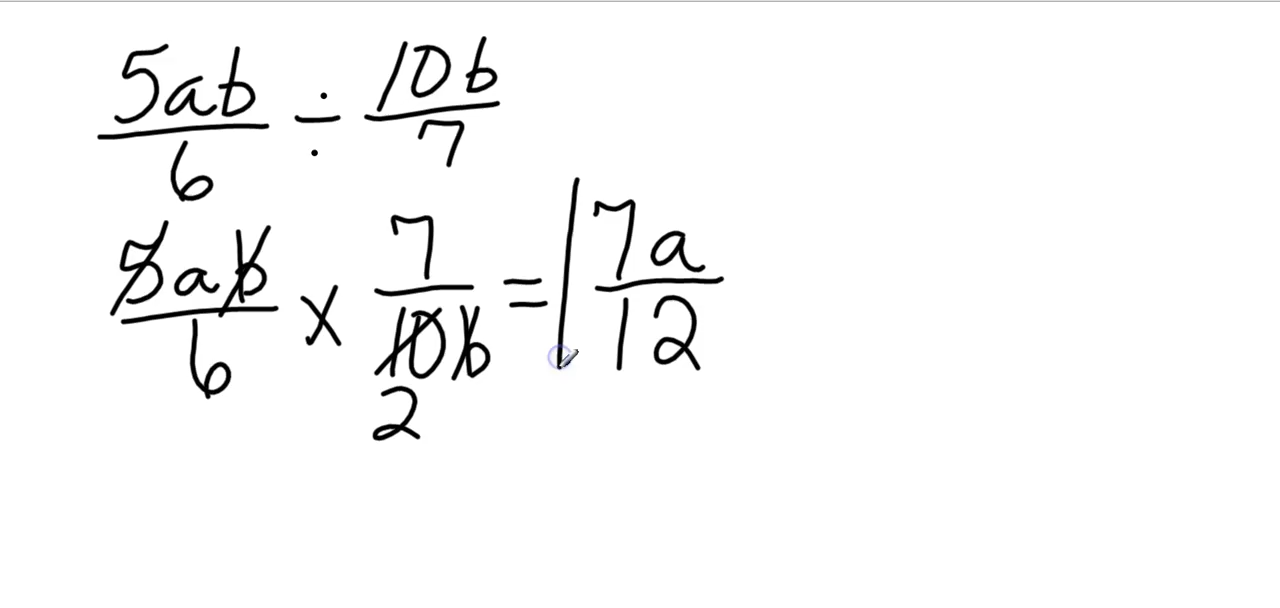 5ab/6 ÷ 10b/7
5ab/6 × 7/10b = 7a/12
2